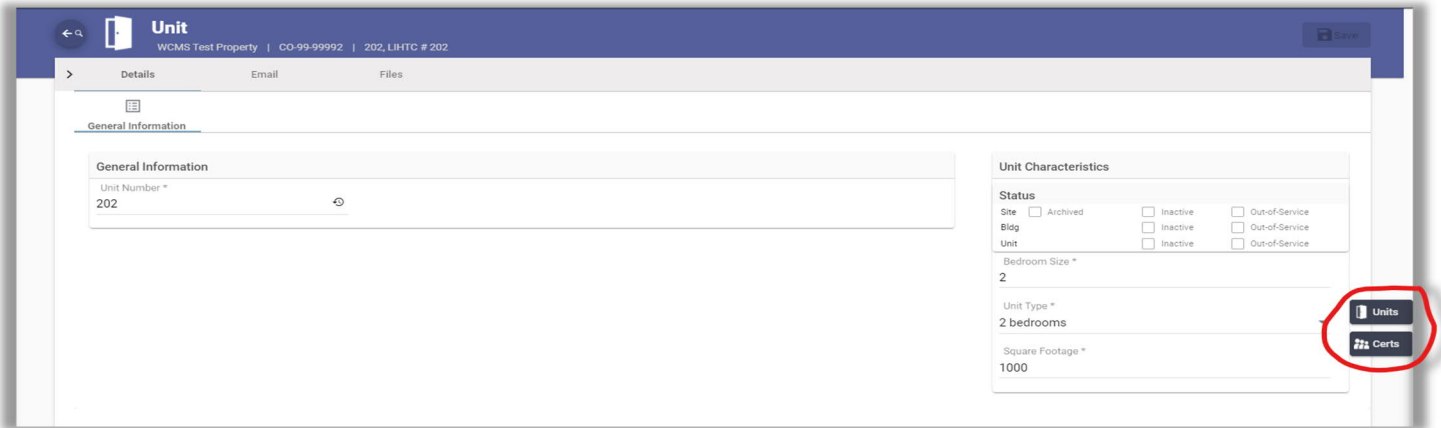 Unit
WCMS Test Property | CO-99-99992 | 202, LIHTC # 202
Save
Details Email Files
General Information
General Information
Unit Number *
202
Unit Characteristics
Status
Site Archived Inactive Out-of-Service
Bldg Inactive Out-of-Service
Unit Inactive Out-of-Service
Bedroom Size *
2
Unit Type *
2 bedrooms
Square Footage *
1000
Units
Certs